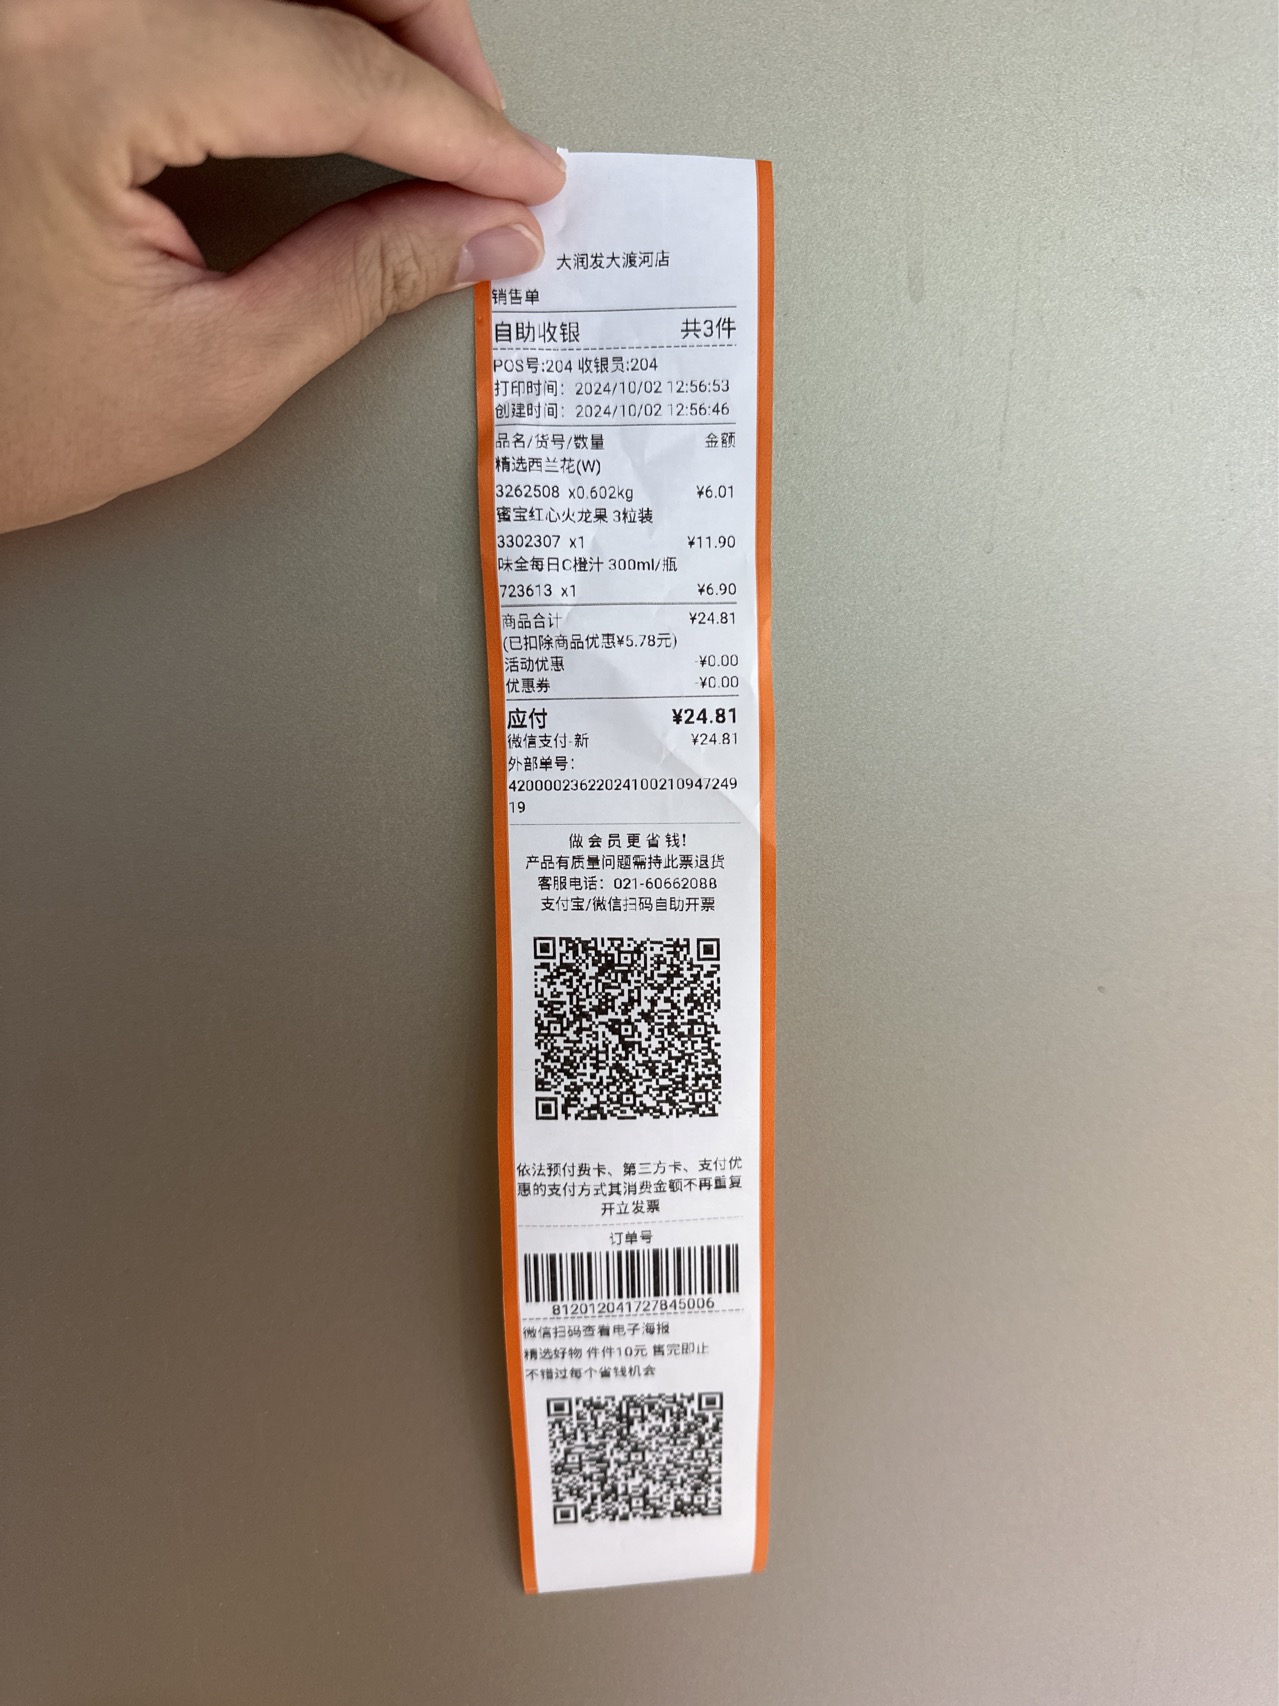 大润发大渡河店
销售单
自助收银 共3件
POS号:204 收银员:204
打印时间: 2024/10/02 12:56:53
创建时间: 2024/10/02 12:56:46
品名/货号/数量 金额
精选西兰花(W)
3262508 x0.602kg ¥6.01
蜜宝红心火龙果 3粒装
3302307 x1 ¥11.90
味全每日C橙汁 300ml/瓶
723613 x1 ¥6.90
商品合计 ¥24.81
(已扣除商品优惠¥5.78元)
活动优惠 -¥0.00
优惠券 -¥0.00
应付 ¥24.81
微信支付-新 ¥24.81
外部单号:
42000023622024100210947249
19
做会员更省钱!
产品有质量问题需持此票退货
客服电话: 021-60662088
支付宝/微信扫码自助开票
依法预付费卡、第三方卡、支付优
惠的支付方式其消费金额不再重复
开立发票
订单号
812012041727845006
微信扫码查看电子海报
精选好物 件件10元 售完即止
不错过每个省钱机会